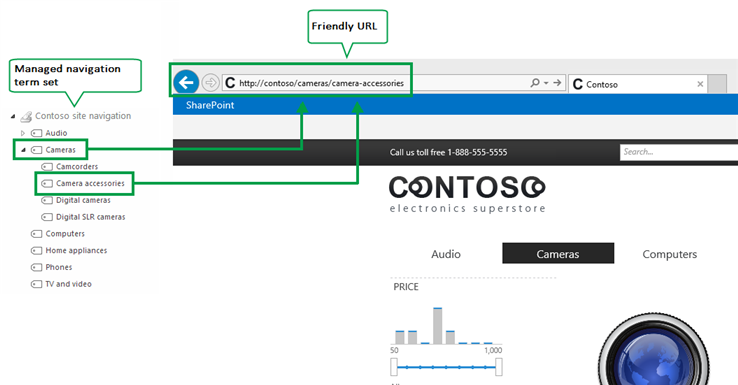 Friendly URL
Managed navigation
term set
Contoso site navigation
Audio
Cameras
Camcorders
Camera accessories
Digital cameras
Digital SLR cameras
Computers
Home appliances
Phones
TV and video
C http://contoso/cameras/camera-accessories
C Contoso
SharePoint
Call us toll free 1-888-555-5555
Search...
CONTOSO
electronics superstore
Audio
Cameras
Computers
PRICE
50
1,000